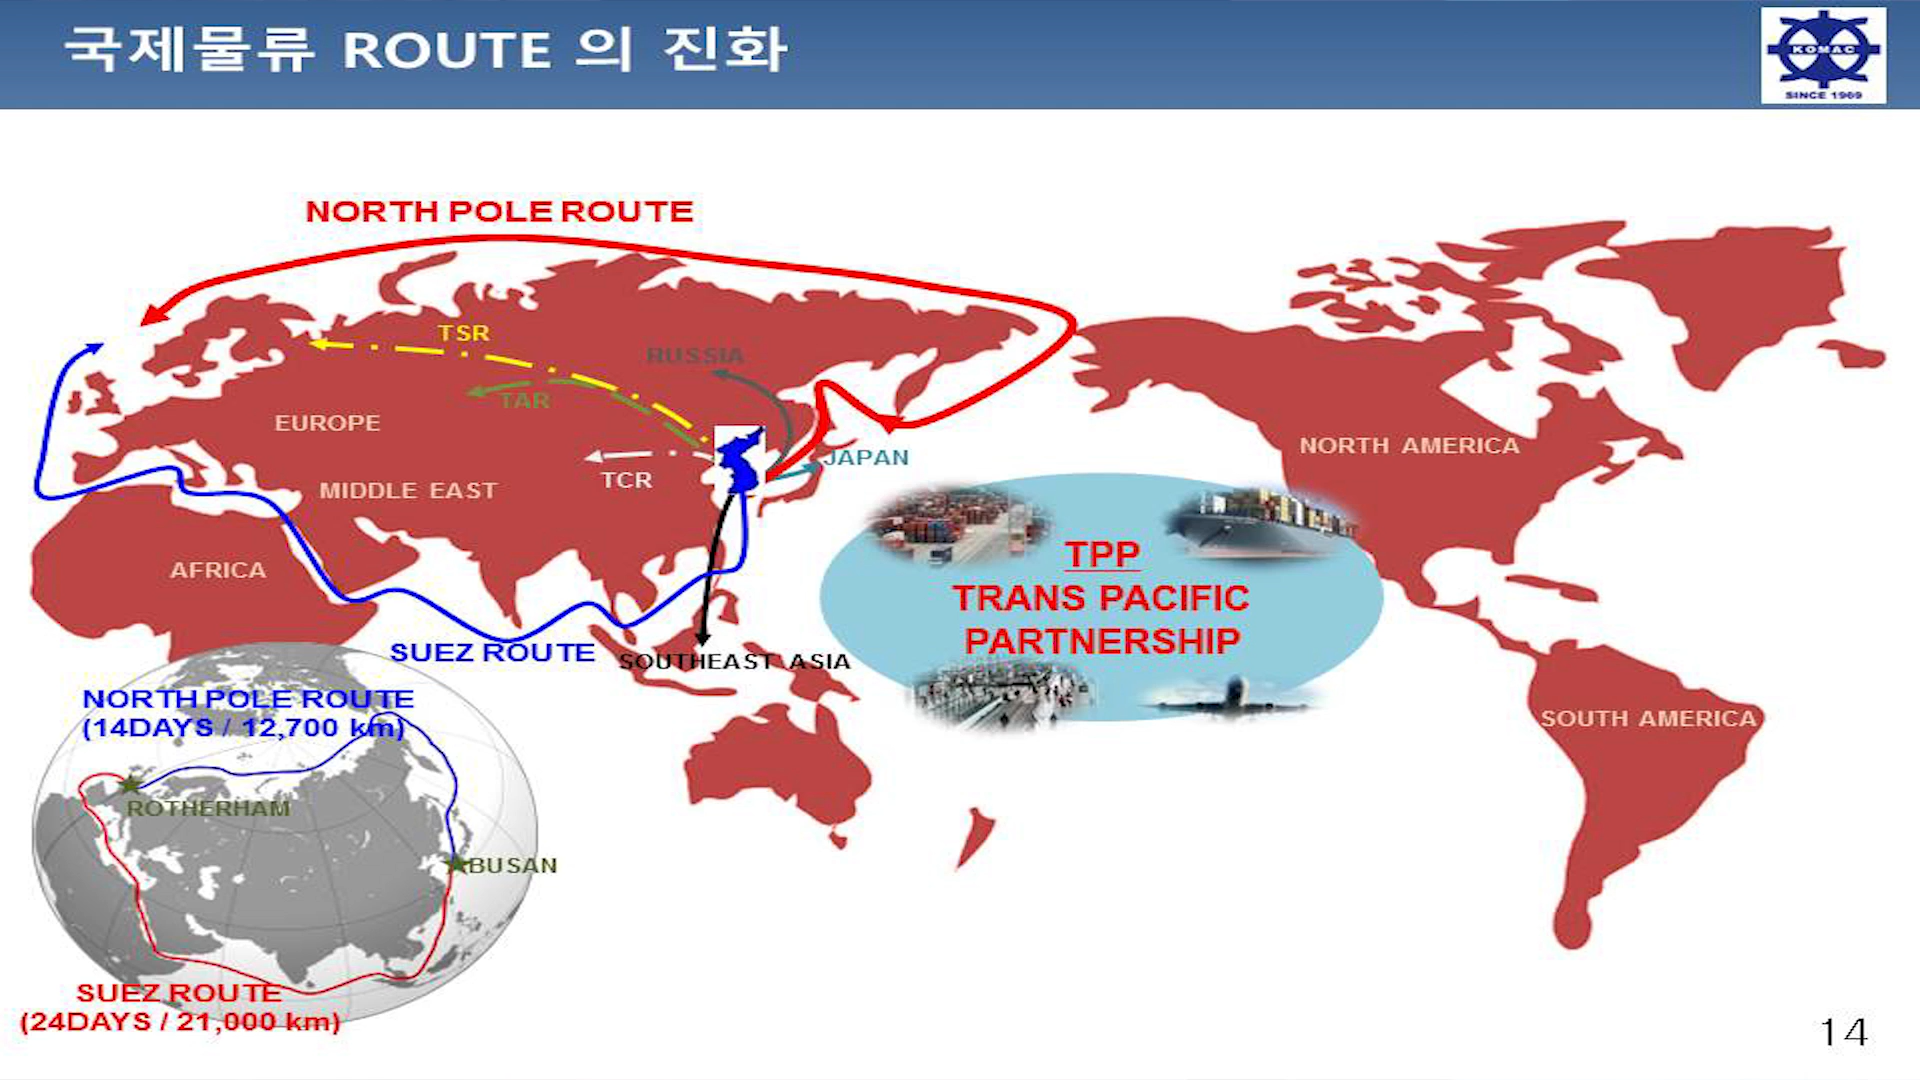 국제물류 ROUTE 의 진화
KOMAC
SINCE 1969
NORTH POLE ROUTE
TSR
RUSSIA
TAR
EUROPE
JAPAN
NORTH AMERICA
TCR
MIDDLE EAST
AFRICA
TPP
TRANS PACIFIC
PARTNERSHIP
SUEZ ROUTE
SOUTHEAST ASIA
NORTH POLE ROUTE
(14DAYS / 12,700 km)
SOUTH AMERICA
ROTHERHAM
BUSAN
SUEZ ROUTE
(24DAYS / 21,000 km)
14